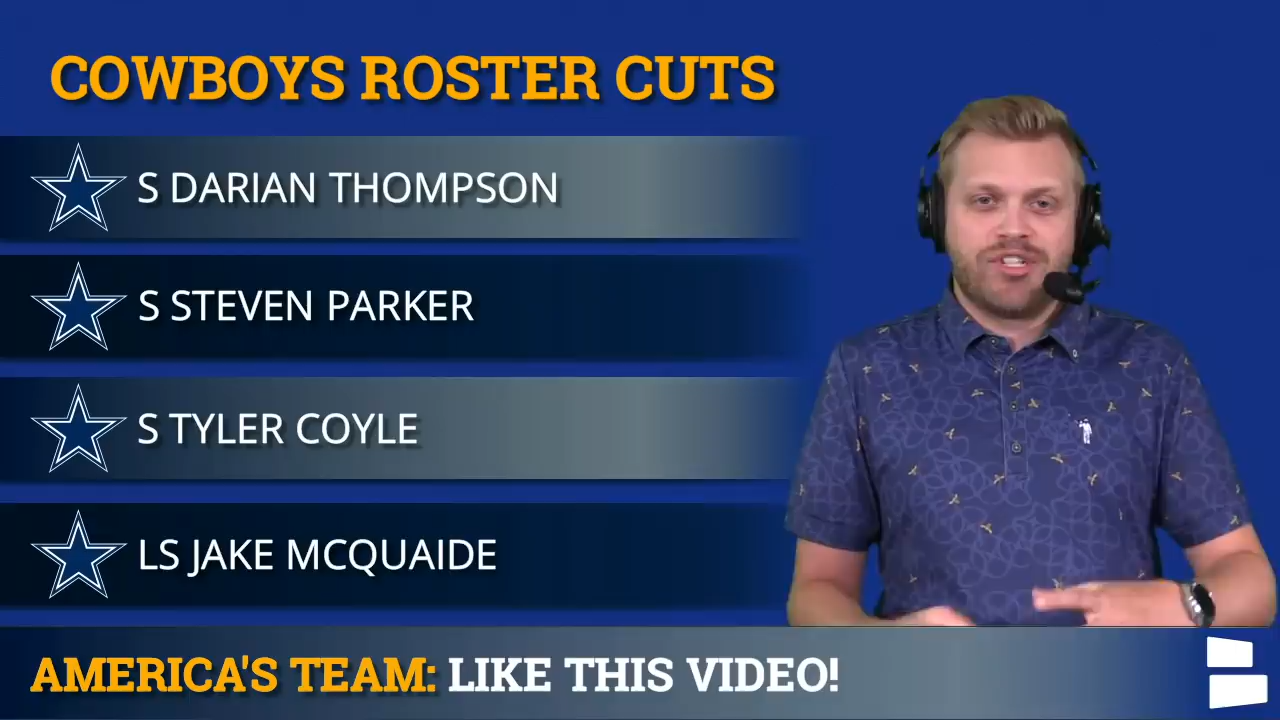 COWBOYS ROSTER CUTS
S DARIAN THOMPSON
S STEVEN PARKER
S TYLER COYLE
LS JAKE MCQUAIDE
AMERICA'S TEAM: LIKE THIS VIDEO!